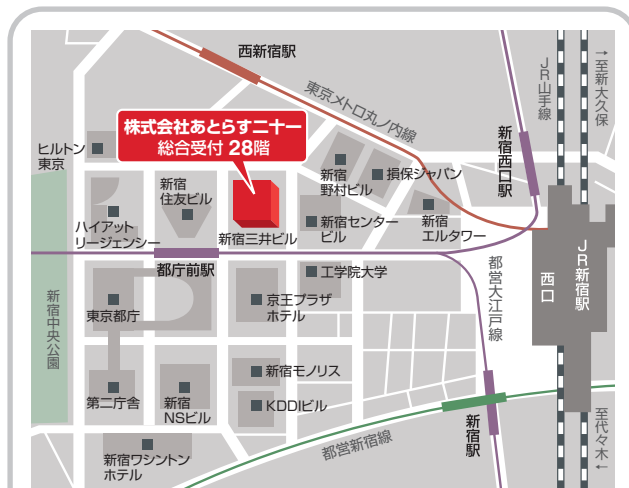 西新宿駅
東京メトロ丸ノ内線
JR山手線
→至新大久保
株式会社あとらす二十一
総合受付 28階
ヒルトン
東京
新宿
住友ビル
新宿
野村ビル
損保ジャパン
新宿西口駅
ハイアット
リージェンシー
新宿三井ビル
新宿センター
ビル
新宿
エルタワー
都庁前駅
工学院大学
都営大江戸線
西口
JR新宿駅
新宿中央公園
東京都庁
京王プラザ
ホテル
新宿モノリス
第二庁舎
新宿
NSビル
KDDIビル
新宿ワシントン
ホテル
都営新宿線
新宿駅
至代々木←